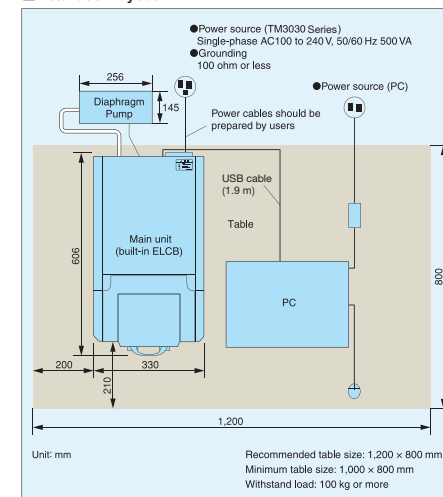 ●Power source (TM3030 Series)
Single-phase AC100 to 240 V, 50/60 Hz 500 VA
●Grounding
100 ohm or less
256
●Power source (PC)
Diaphragm
Pump
145
Power cables should be
prepared by users
USB cable
(1.9 m)
Table
Main unit
(built-in ELCB)
606
800
PC
200
330
210
1,200
Unit: mm
Recommended table size: 1,200 × 800 mm
Minimum table size: 1,000 × 800 mm
Withstand load: 100 kg or more